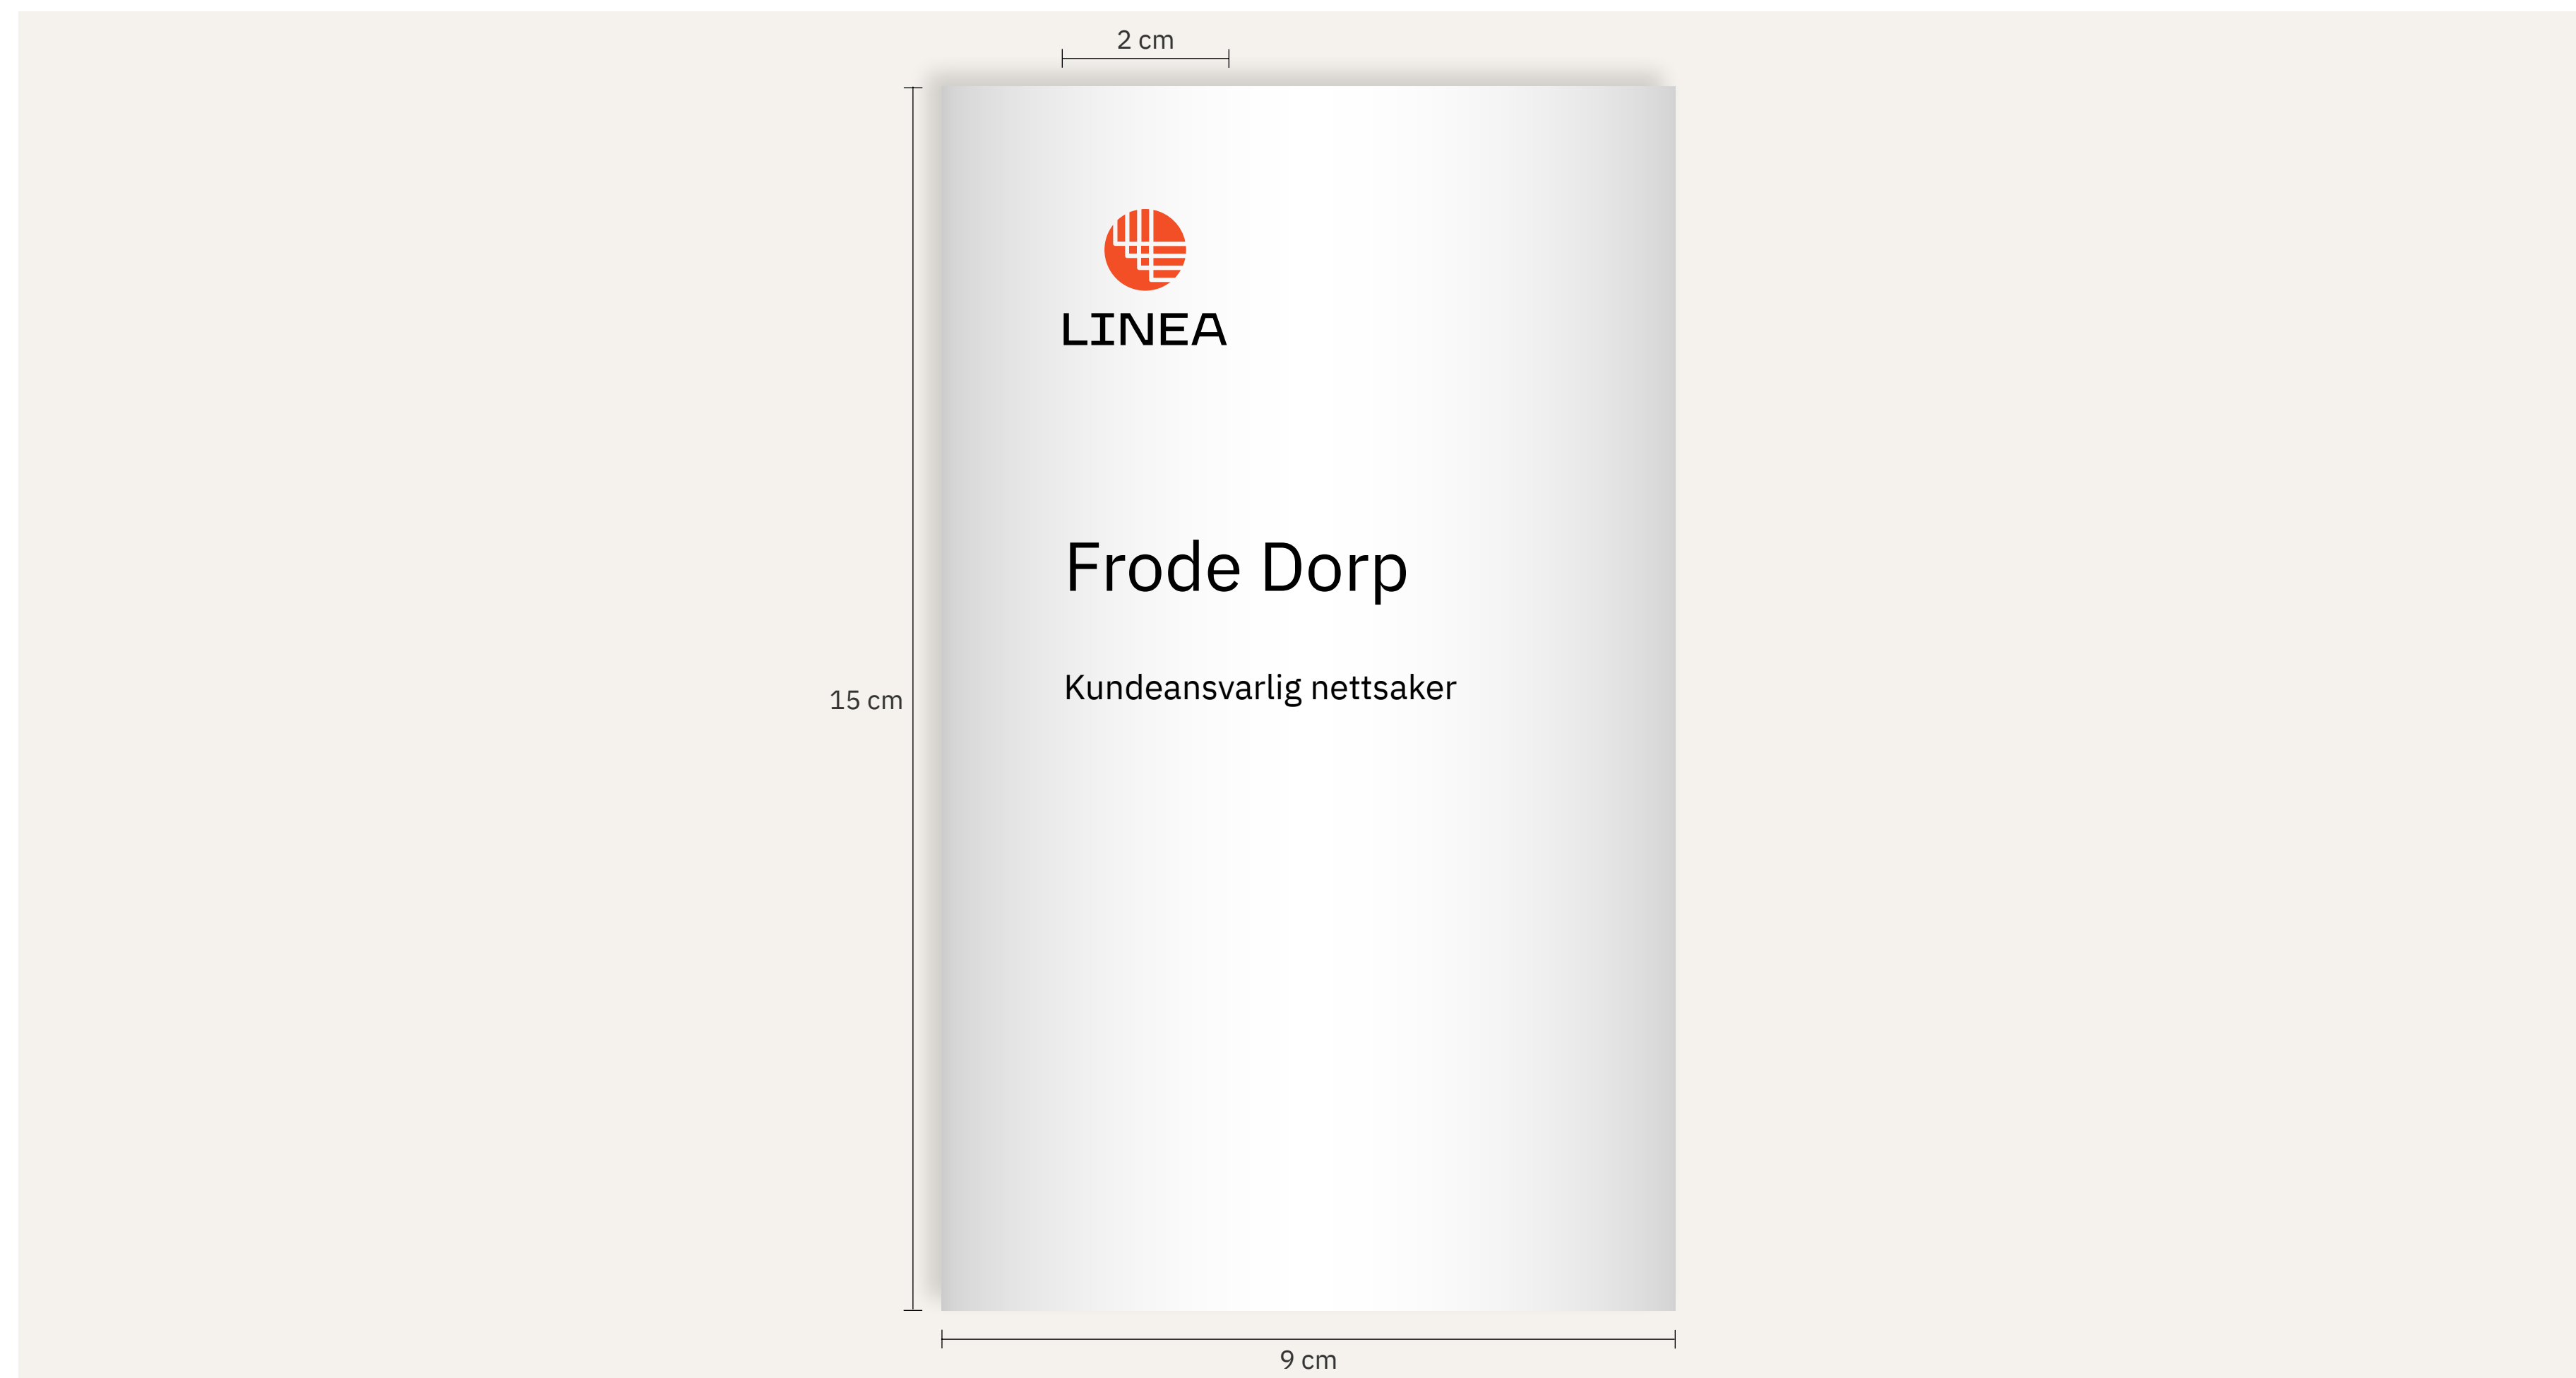 2 cm
LINEA
Frode Dorp
Kundeansvarlig nettsaker
15 cm
9 cm